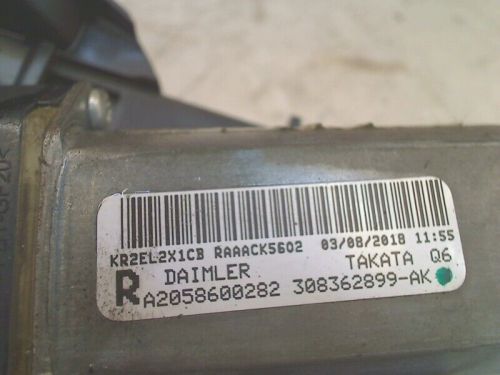 KR2EL2X1CB RAAACK5602 03/08/2018 11:55
R DAIMLER TAKATA Q6
A2058600282 308362899-AK